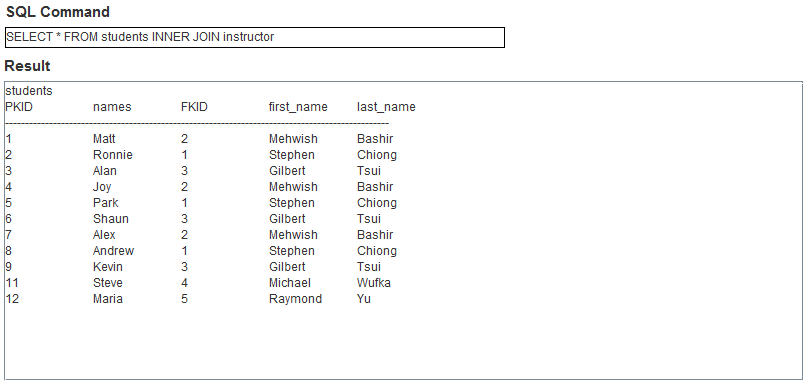 SQL Command
SELECT * FROM students INNER JOIN instructor
Result
students
PKID names FKID first_name last_name
1 Matt 2 Mehwish Bashir
2 Ronnie 1 Stephen Chiong
3 Alan 3 Gilbert Tsui
4 Joy 2 Mehwish Bashir
5 Park 1 Stephen Chiong
6 Shaun 3 Gilbert Tsui
7 Alex 2 Mehwish Bashir
8 Andrew 1 Stephen Chiong
9 Kevin 3 Gilbert Tsui
11 Steve 4 Michael Wufka
12 Maria 5 Raymond Yu